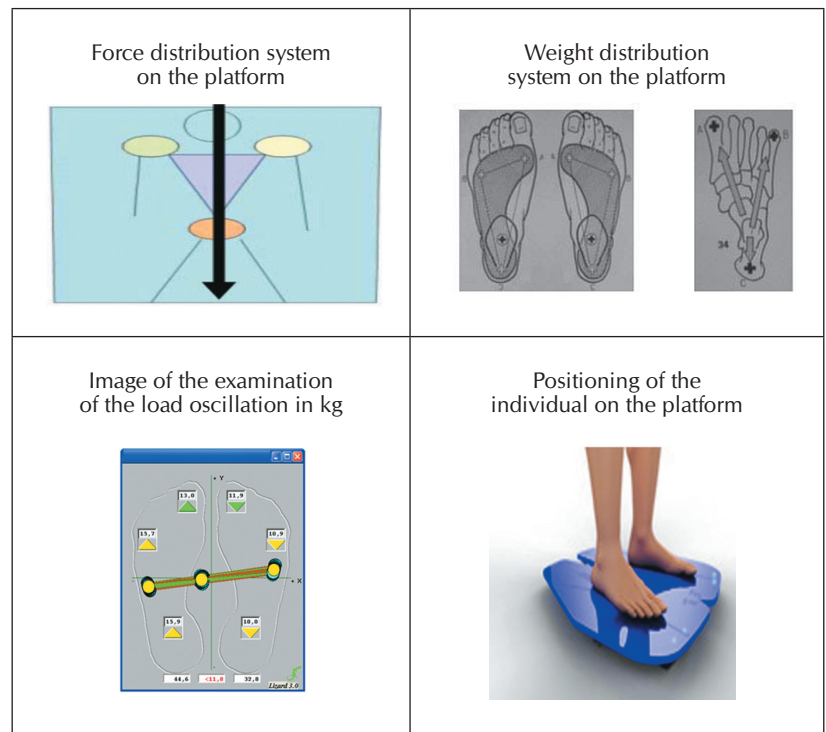 Force distribution system
on the platform
Weight distribution
system on the platform
A
A
A
B
B
B
34
C
C
C
Image of the examination
of the load oscillation in kg
Y
13,0
11,9
15,7
10,9
X
15,9
10,0
44,6
<11,8
32,8
Lizard 3.0
Positioning of the
individual on the platform